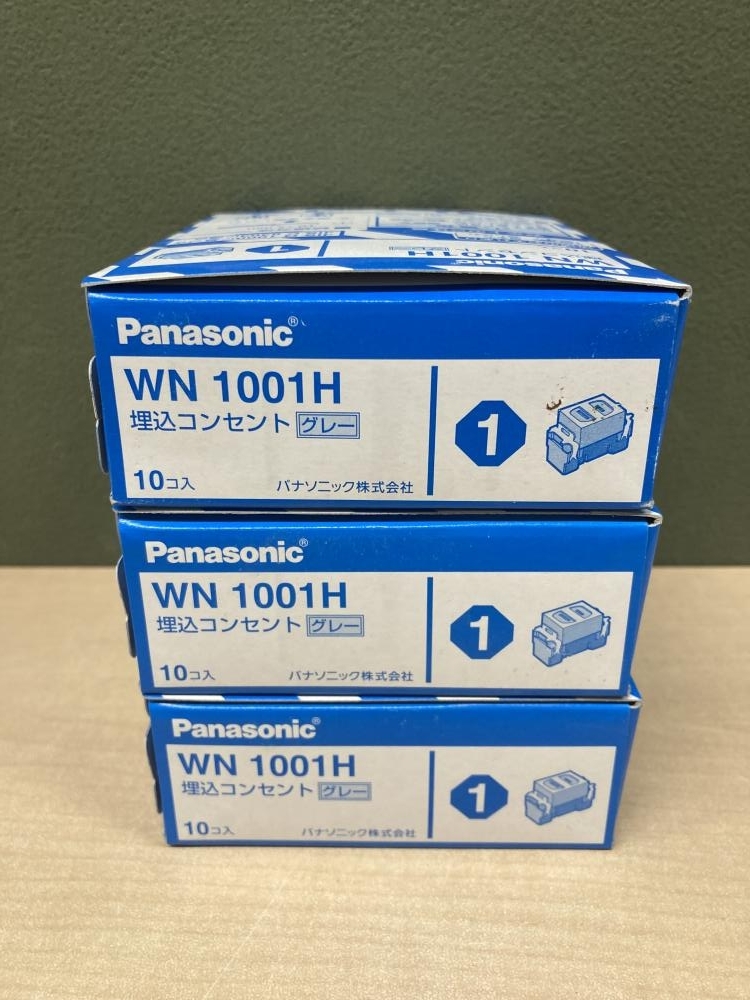 Panasonic
WN 1001H
Panasonic®
WN 1001H
埋込コンセント グレー
1
10コ入
パナソニック株式会社
Panasonic®
WN 1001H
埋込コンセント グレー
1
10コ入
パナソニック株式会社
Panasonic®
WN 1001H
埋込コンセント グレー
1
10コ入
パナソニック株式会社